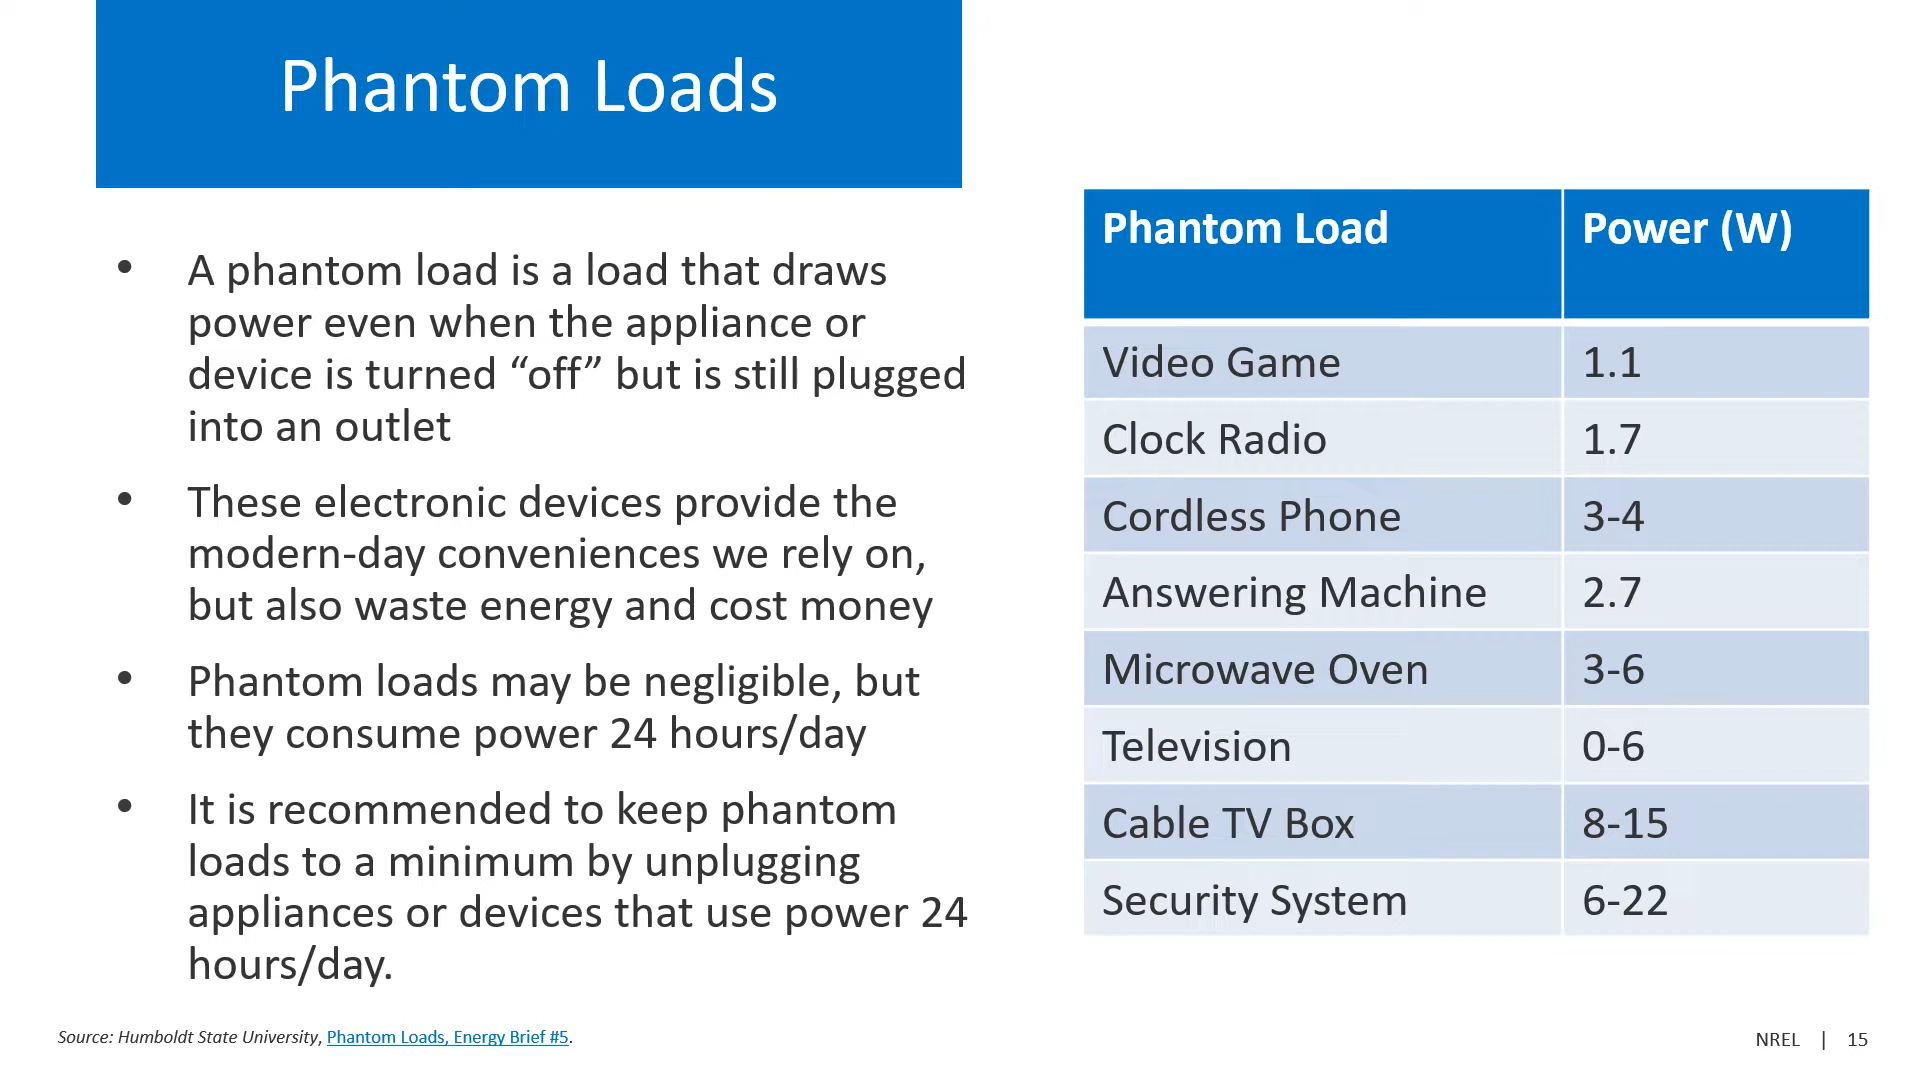 Phantom Loads
• A phantom load is a load that draws
power even when the appliance or
device is turned “off” but is still plugged
into an outlet
• These electronic devices provide the
modern-day conveniences we rely on,
but also waste energy and cost money
• Phantom loads may be negligible, but
they consume power 24 hours/day
• It is recommended to keep phantom
loads to a minimum by unplugging
appliances or devices that use power 24
hours/day.
Phantom Load Power (W)
Video Game 1.1
Clock Radio 1.7
Cordless Phone 3-4
Answering Machine 2.7
Microwave Oven 3-6
Television 0-6
Cable TV Box 8-15
Security System 6-22
Source: Humboldt State University, Phantom Loads, Energy Brief #5.
NREL | 15